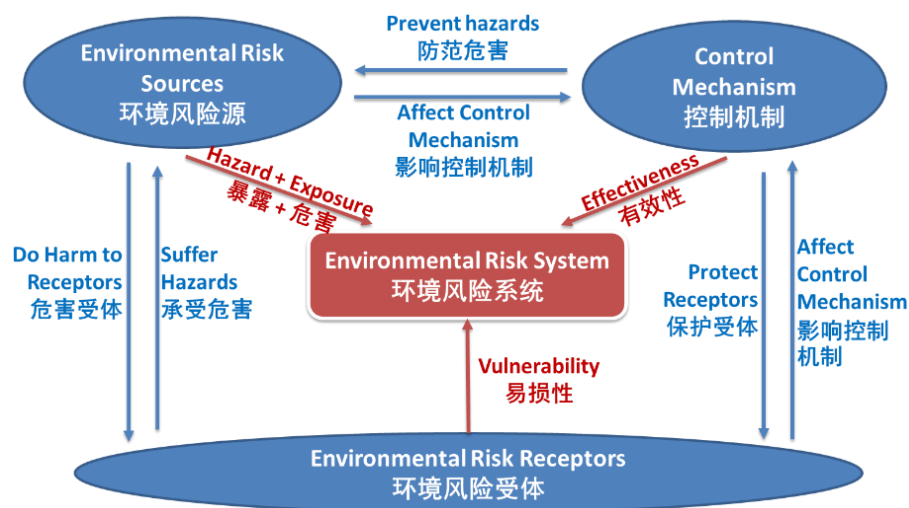 Environmental Risk
Sources
环境风险源
Prevent hazards
防范危害
Control
Mechanism
控制机制
Affect Control
Mechanism
影响控制机制
Hazard + Exposure
暴露 + 危害
Effectiveness
有效性
Environmental Risk System
环境风险系统
Do Harm to
Receptors
危害受体
Suffer
Hazards
承受危害
Protect
Receptors
保护受体
Affect
Control
Mechanism
影响控制
机制
Vulnerability
易损性
Environmental Risk Receptors
环境风险受体